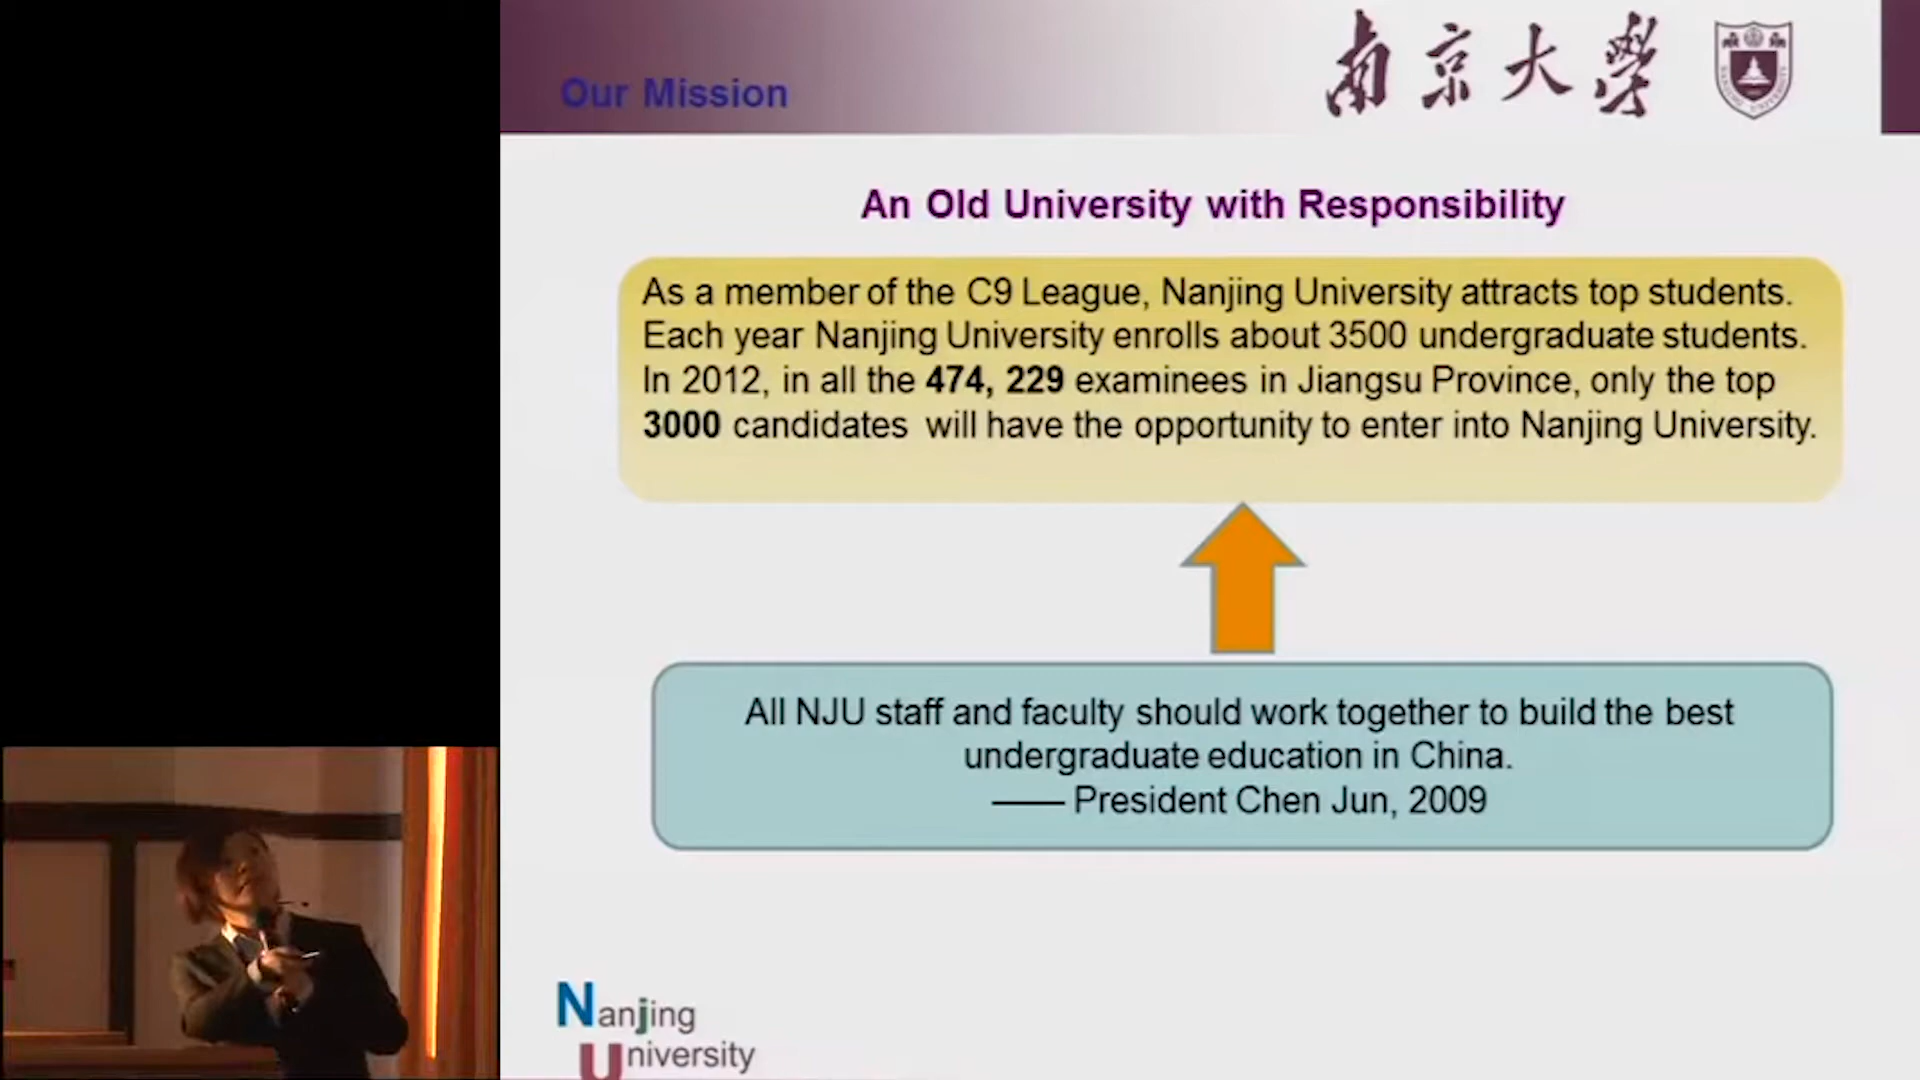 Our Mission
南京大学
An Old University with Responsibility
As a member of the C9 League, Nanjing University attracts top students.
Each year Nanjing University enrolls about 3500 undergraduate students.
In 2012, in all the 474, 229 examinees in Jiangsu Province, only the top
3000 candidates will have the opportunity to enter into Nanjing University.
All NJU staff and faculty should work together to build the best
undergraduate education in China.
—— President Chen Jun, 2009
Nanjing
University